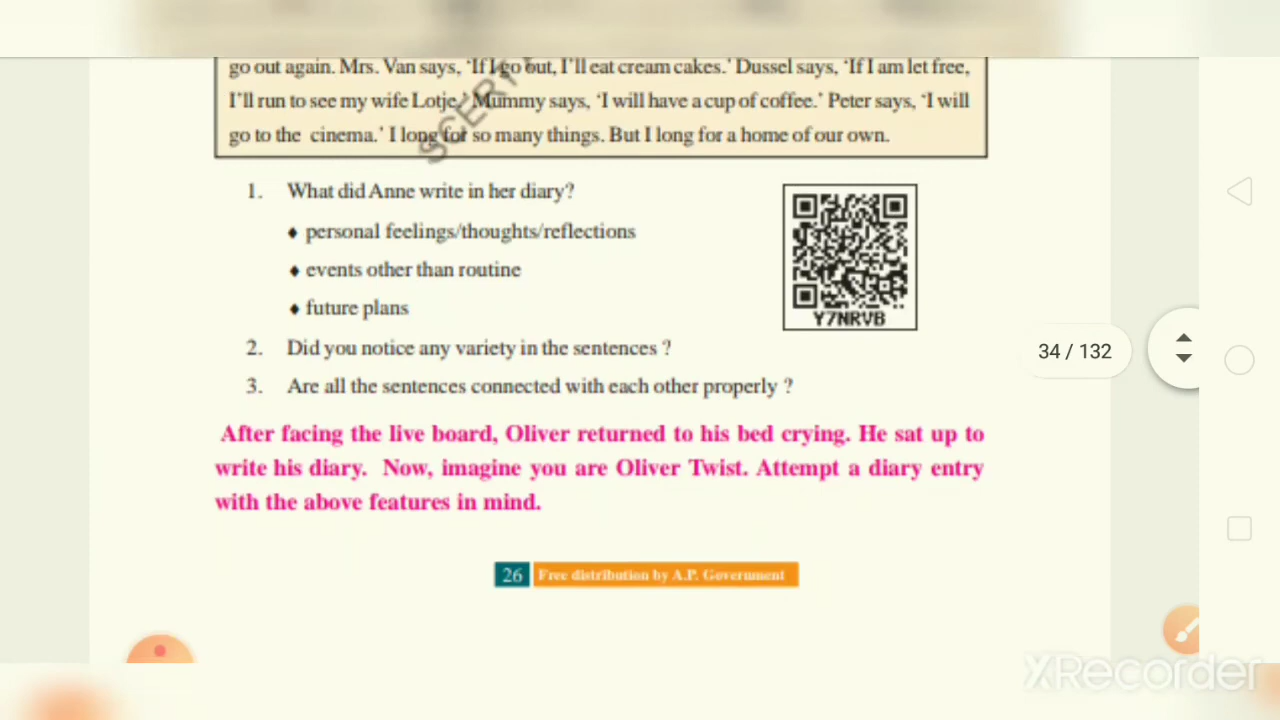 go out again. Mrs. Van says, ‘If I go out, I’ll eat cream cakes.’ Dussel says, ‘If I am let free,
I’ll run to see my wife Lotje.’ Mummy says, ‘I will have a cup of coffee.’ Peter says, ‘I will
go to the cinema.’ I long for so many things. But I long for a home of our own.
SCERT
1. What did Anne write in her diary?
♦ personal feelings/thoughts/reflections
♦ events other than routine
♦ future plans
Y7NRVB
2. Did you notice any variety in the sentences ?
34 / 132
3. Are all the sentences connected with each other properly ?
After facing the live board, Oliver returned to his bed crying. He sat up to
write his diary. Now, imagine you are Oliver Twist. Attempt a diary entry
with the above features in mind.
26 Free distribution by A.P. Government
XRecorder